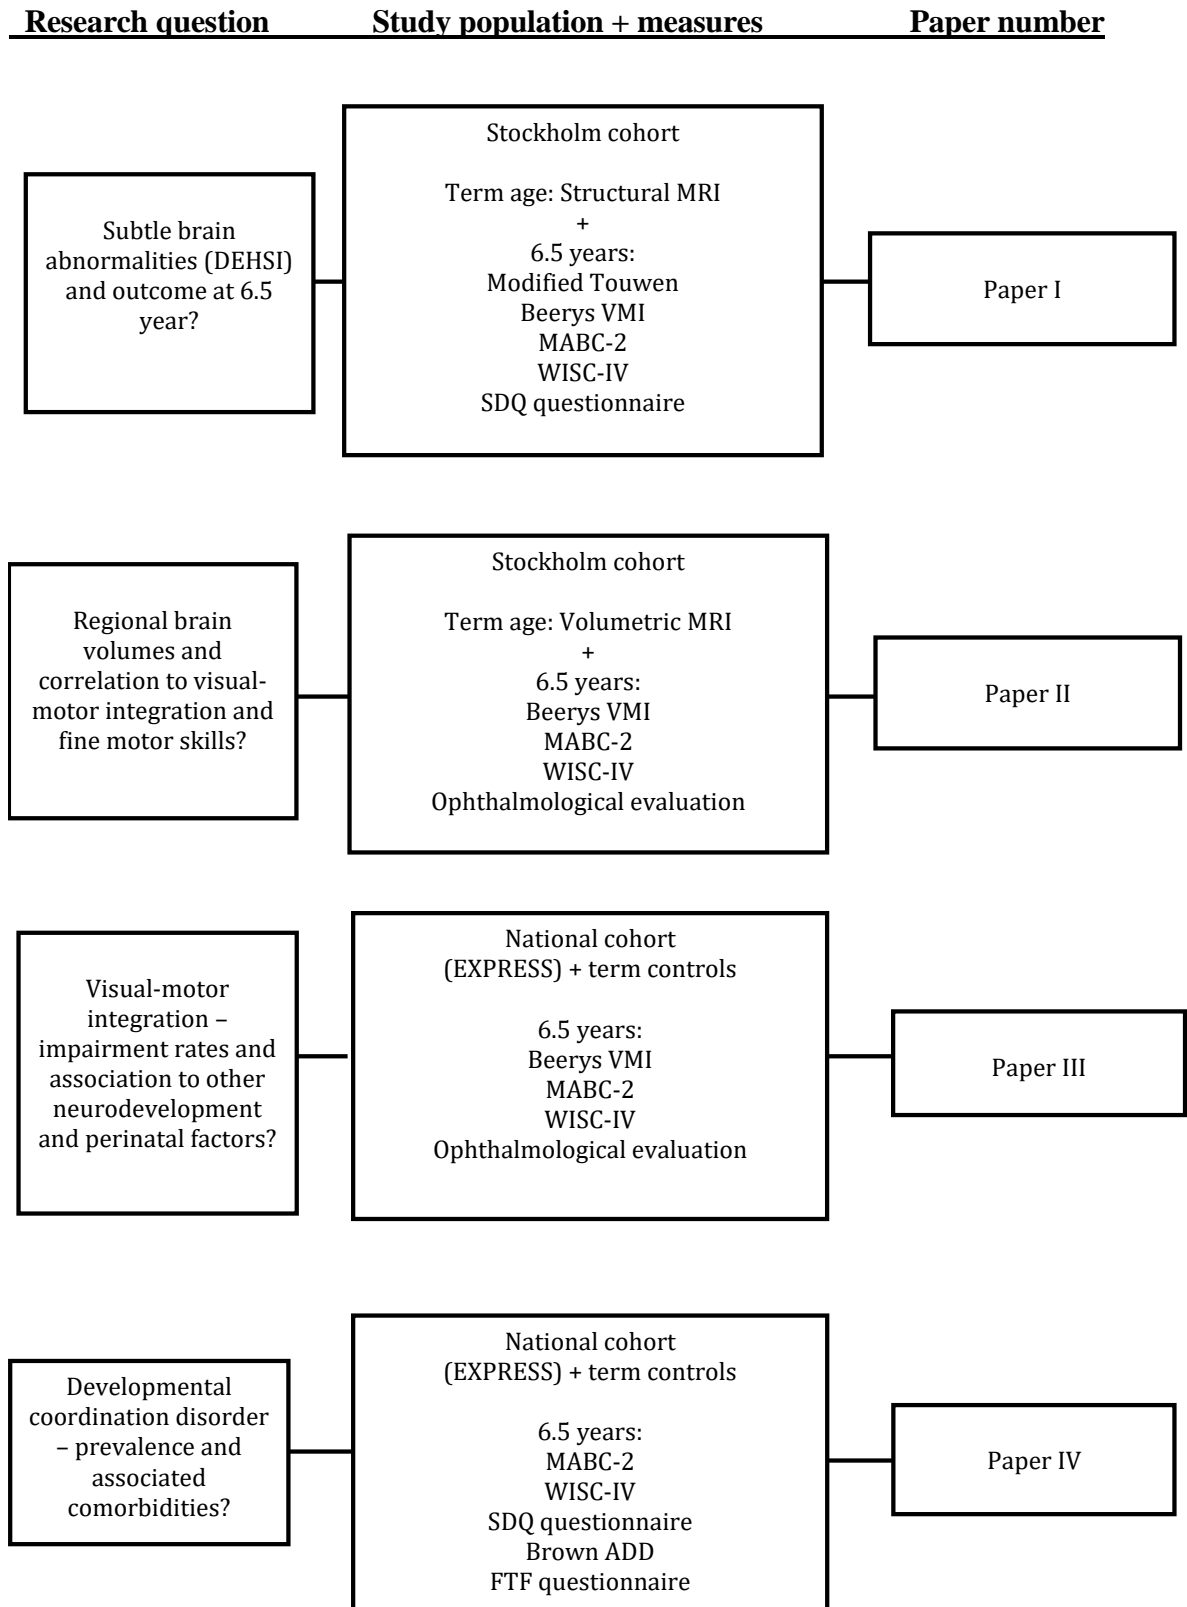 Research question Study population + measures Paper number
Subtle brain
abnormalities (DEHSI)
and outcome at 6.5
year?
Stockholm cohort
Term age: Structural MRI
+
6.5 years:
Modified Touwen
Beerys VMI
MABC-2
WISC-IV
SDQ questionnaire
Paper I
Regional brain
volumes and
correlation to visual-
motor integration and
fine motor skills?
Stockholm cohort
Term age: Volumetric MRI
+
6.5 years:
Beerys VMI
MABC-2
WISC-IV
Ophthalmological evaluation
Paper II
Visual-motor
integration –
impairment rates and
association to other
neurodevelopment
and perinatal factors?
National cohort
(EXPRESS) + term controls
6.5 years:
Beerys VMI
MABC-2
WISC-IV
Ophthalmological evaluation
Paper III
Developmental
coordination disorder
– prevalence and
associated
comorbidities?
National cohort
(EXPRESS) + term controls
6.5 years:
MABC-2
WISC-IV
SDQ questionnaire
Brown ADD
FTF questionnaire
Paper IV